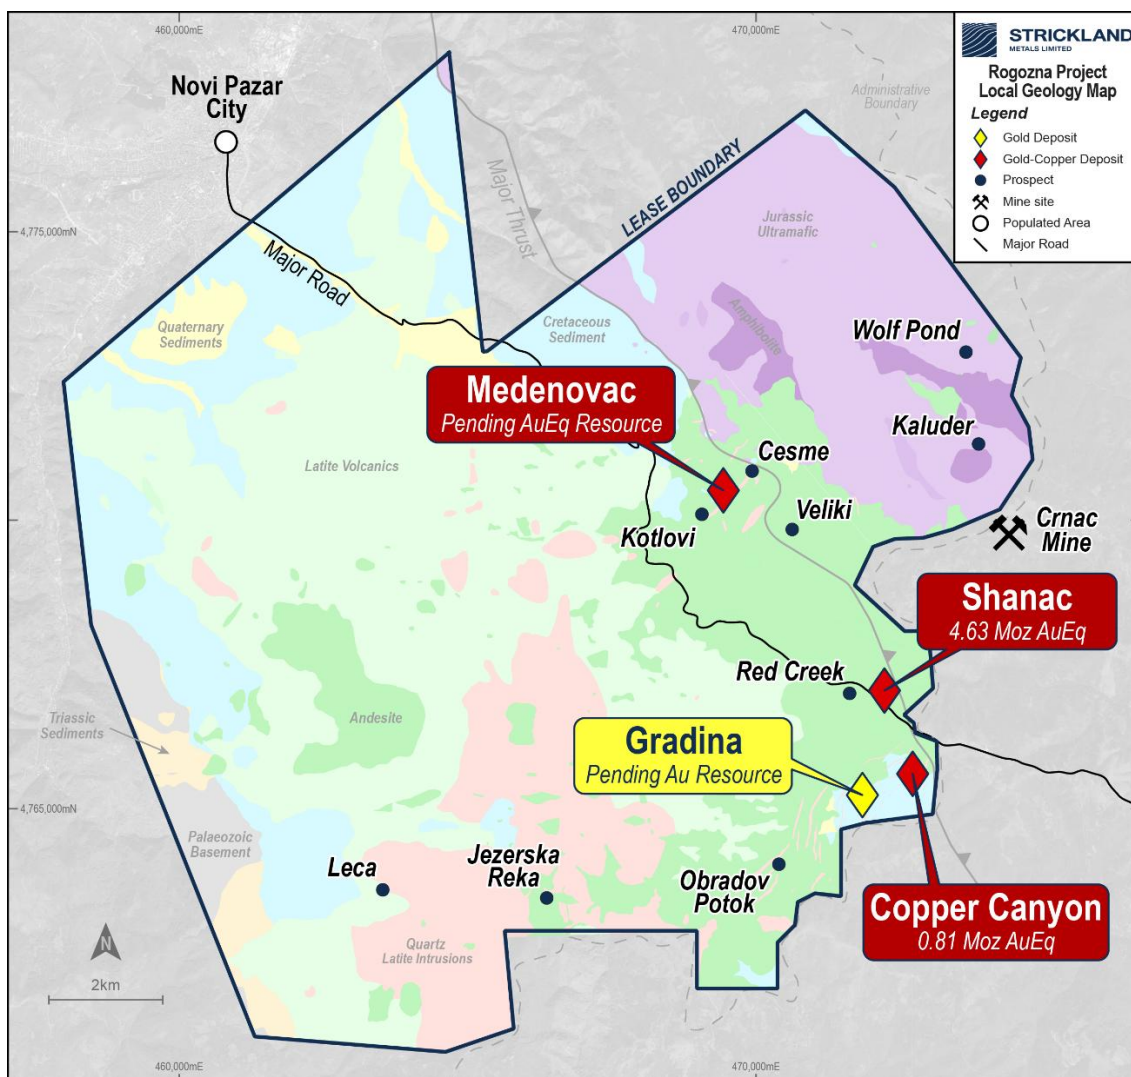 460,000mE
470,000mE
STRICKLAND
METALS LIMITED
Rogozna Project
Local Geology Map
Legend
Gold Deposit
Gold-Copper Deposit
Prospect
Mine site
Populated Area
Major Road
Administrative
Boundary
Novi Pazar
City
LEASE BOUNDARY
Major Thrust
Jurassic
Ultramafic
4,775,000mN
Major Road
Quaternary
Sediments
Cretaceous
Sediment
Amphibolite
Wolf Pond
Medenovac
Pending AuEq Resource
Kaluder
Cesme
Latite Volcanics
Kotlovi
Veliki
Crnac
Mine
Shanac
4.63 Moz AuEq
Red Creek
Triassic
Sediments
Andesite
Gradina
Pending Au Resource
4,765,000mN
Palaeozoic
Basement
Leca
Jezerska
Reka
Obradov
Potok
Copper Canyon
0.81 Moz AuEq
Quartz
Latite Intrusions
N
2km
460,000mE
470,000mE